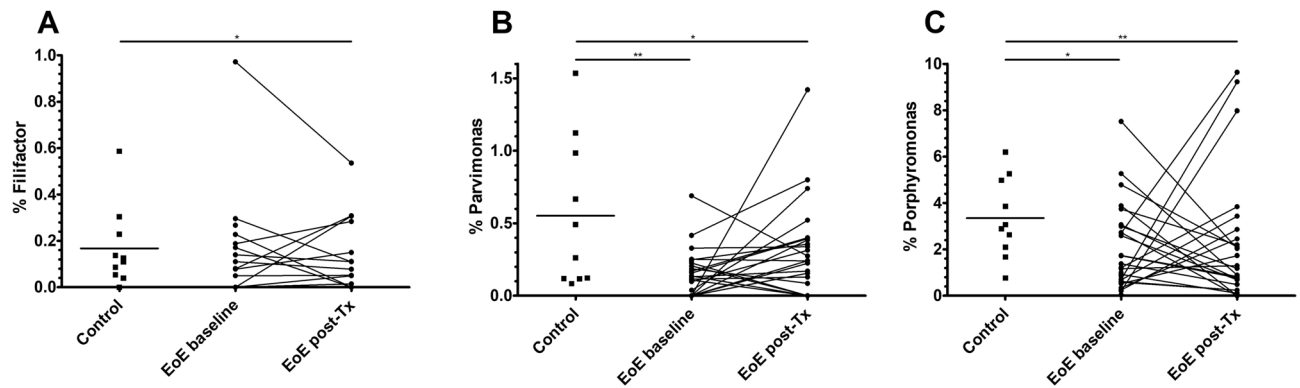 A
*
% Filifactor
1.0
0.8
0.6
0.4
0.2
0.0
Control
EoE baseline
EoE post-Tx
B
*
**
% Parvimonas
1.5
1.0
0.5
0.0
Control
EoE baseline
EoE post-Tx
C
**
*
% Porphyromonas
10
8
6
4
2
0
Control
EoE baseline
EoE post-Tx